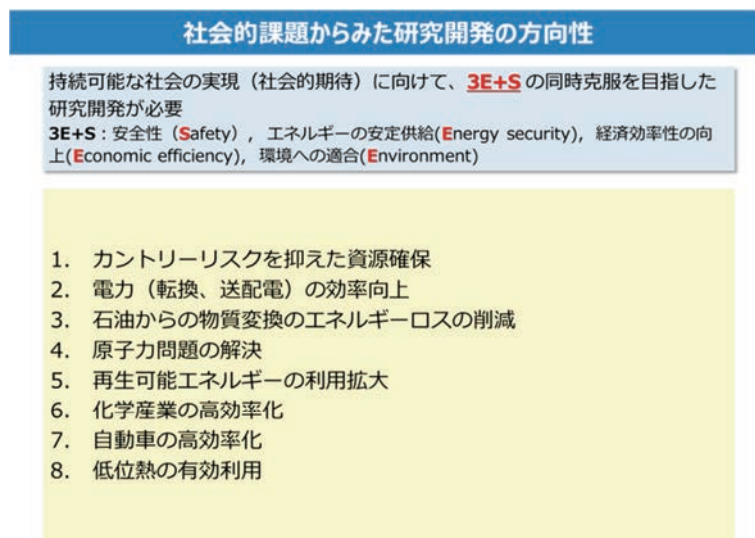 社会的課題からみた研究開発の方向性
持続可能な社会の実現（社会的期待）に向けて、3E+Sの同時克服を目指した
研究開発が必要
3E+S：安全性（Safety）, エネルギーの安定供給(Energy security), 経済効率性の向
上(Economic efficiency), 環境への適合(Environment)
1. カントリーリスクを抑えた資源確保
2. 電力（転換、送配電）の効率向上
3. 石油からの物質変換のエネルギーロスの削減
4. 原子力問題の解決
5. 再生可能エネルギーの利用拡大
6. 化学産業の高効率化
7. 自動車の高効率化
8. 低位熱の有効利用